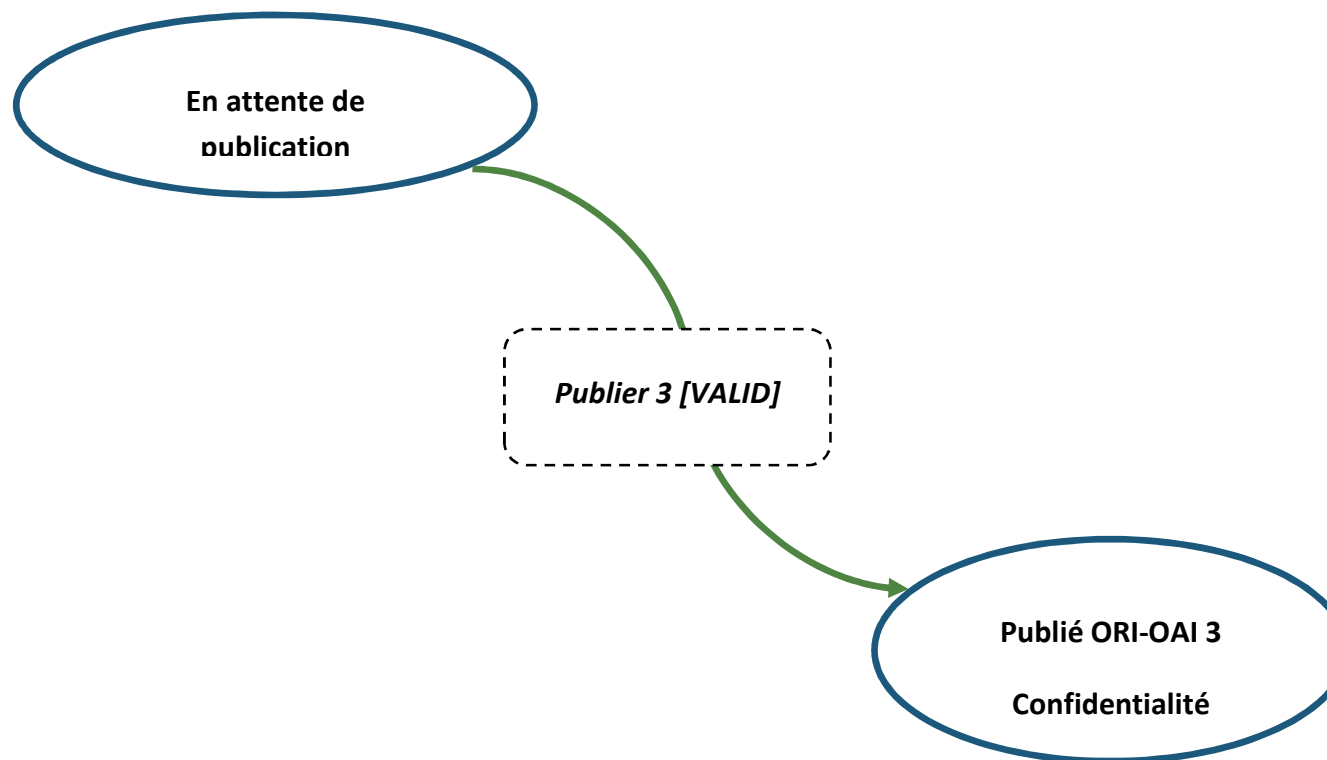 En attente de
publication
Publier 3 [VALID]
Publié ORI-OAI 3
Confidentialité